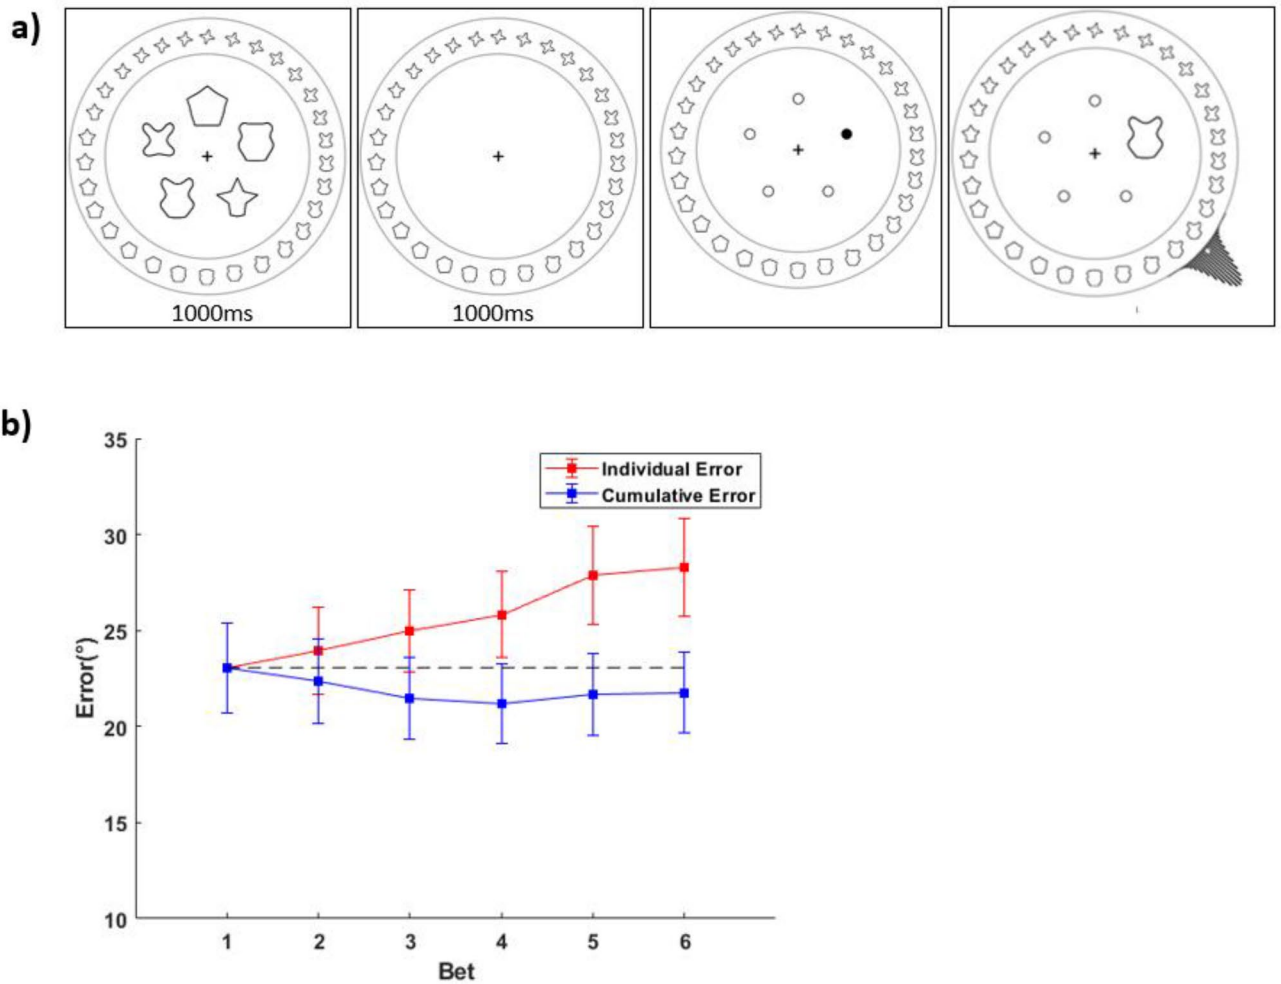 a)
1000ms
1000ms
b)
35
30
25
20
15
10
Error(°)
Individual Error
Cumulative Error
1 2 3 4 5 6
Bet